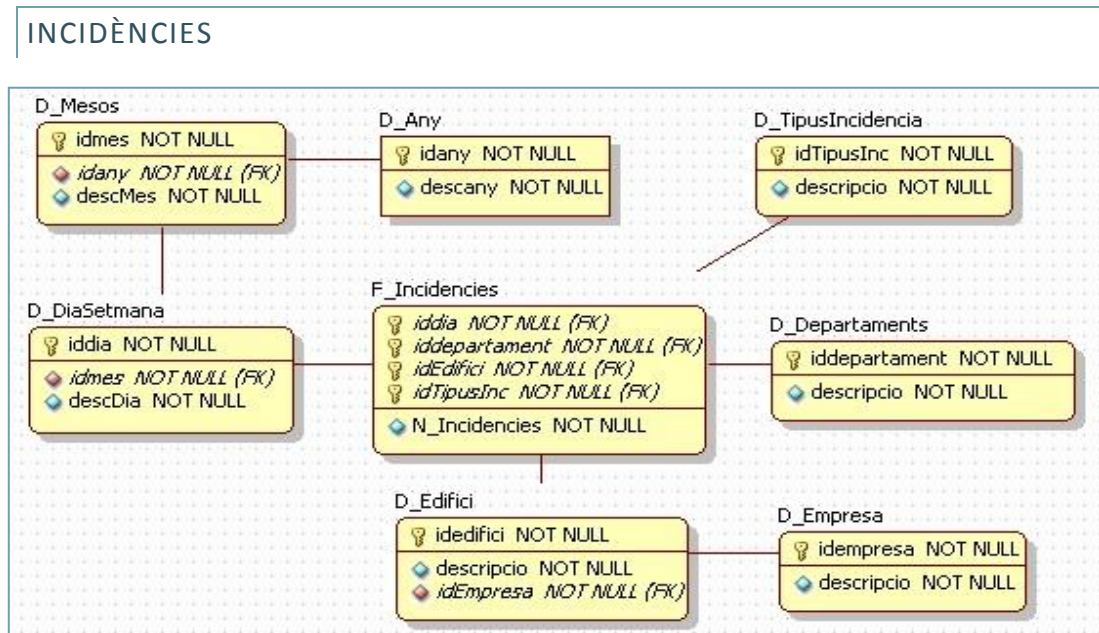 INCIDÈNCIES
D_Mesos
idmes NOT NULL
idany NOT NULL (FK)
descMes NOT NULL
D_Any
idany NOT NULL
descany NOT NULL
D_TipusIncidencia
idTipusInc NOT NULL
descripcio NOT NULL
D_DiaSetmana
iddia NOT NULL
idmes NOT NULL (FK)
descDia NOT NULL
F_Incidencies
iddia NOT NULL (FK)
iddepartament NOT NULL (FK)
idEdifici NOT NULL (FK)
idTipusInc NOT NULL (FK)
N_Incidencies NOT NULL
D_Departaments
iddepartament NOT NULL
descripcio NOT NULL
D_Edifici
idedifici NOT NULL
descripcio NOT NULL
idEmpresa NOT NULL (FK)
D_Empresa
idempresa NOT NULL
descripcio NOT NULL